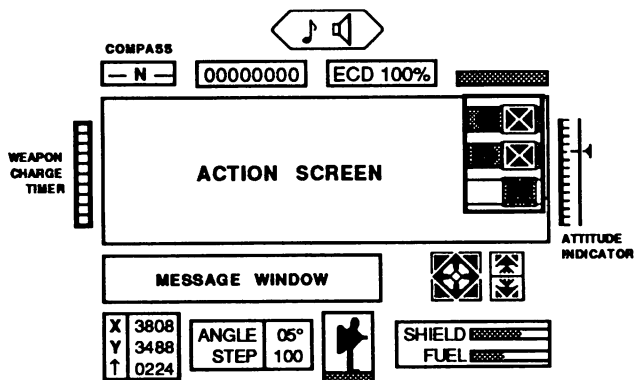 COMPASS
— N —
00000000
ECD 100%
WEAPON
CHARGE
TIMER
ACTION SCREEN
ATTITUDE
INDICATOR
MESSAGE WINDOW
X 3808
Y 3488
↑ 0224
ANGLE 05°
STEP 100
SHIELD
FUEL